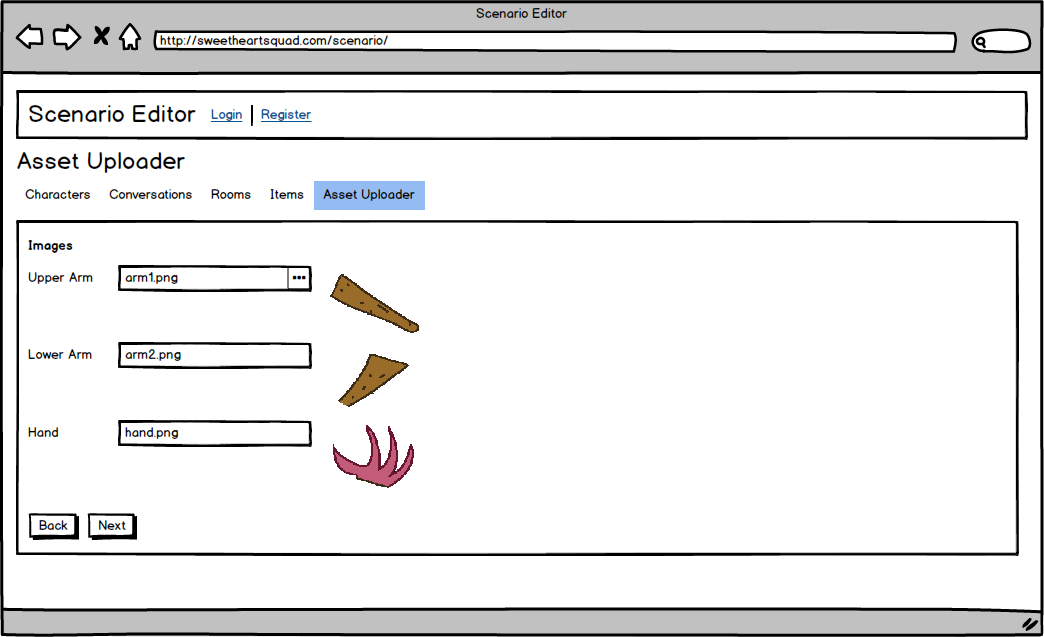 Scenario Editor
http://sweetheartsquad.com/scenario/
Scenario Editor Login Register
Asset Uploader
Characters Conversations Rooms Items Asset Uploader
Images
Upper Arm arm1.png •••
Lower Arm arm2.png
Hand hand.png
Back Next